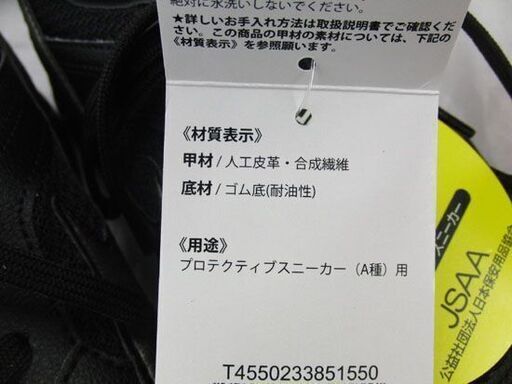 絶対に水洗いしないでください。
★詳しいお手入れ方法は取扱説明書でご確認くださ
い。この商品の甲材の素材については、下記の
《材質表示》を参照願います。
《材質表示》
甲材 / 人工皮革・合成繊維
底材 / ゴム底(耐油性)
《用途》
プロテクティブスニーカー（A種）用
T4550233851550
スニーカー
JSAA
公益社団法人日本保安用品協会